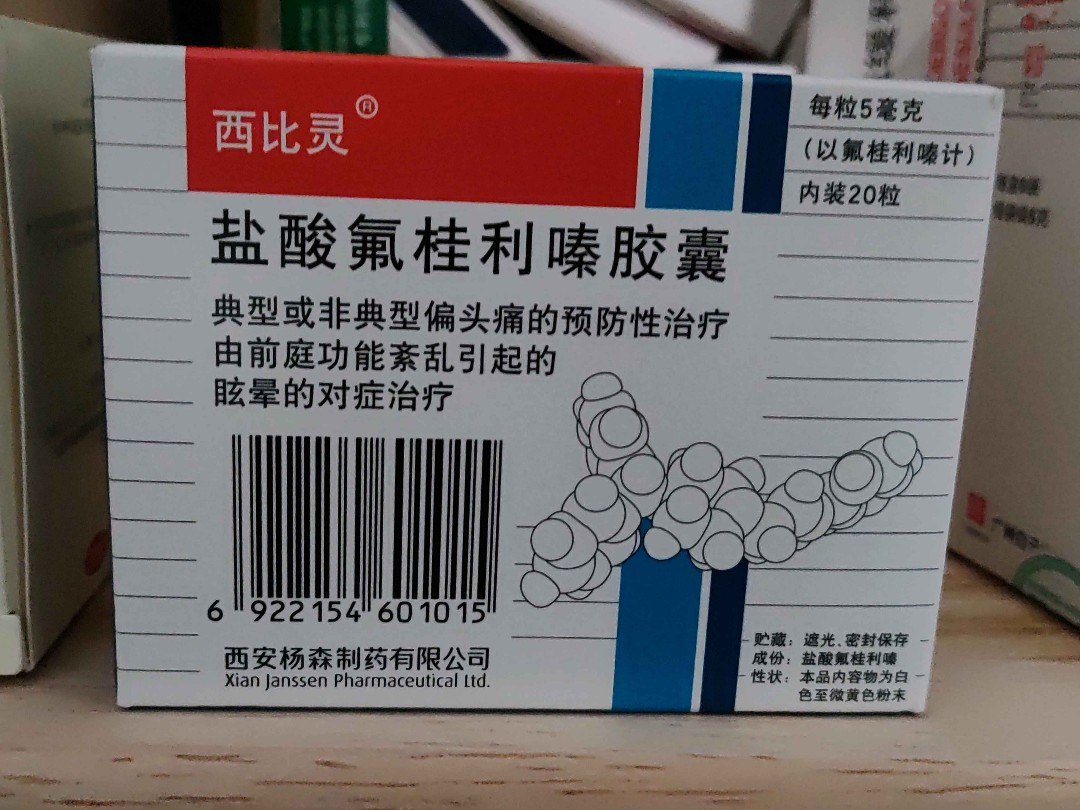 西比灵®
每粒5毫克
(以氟桂利嗪计)
内装20粒
盐酸氟桂利嗪胶囊
典型或非典型偏头痛的预防性治疗
由前庭功能紊乱引起的
眩晕的对症治疗
6 922154 601015
西安杨森制药有限公司
Xian Janssen Pharmaceutical Ltd.
贮藏：遮光、密封保存
成份：盐酸氟桂利嗪
性状：本品内容物为白
色至微黄色粉末